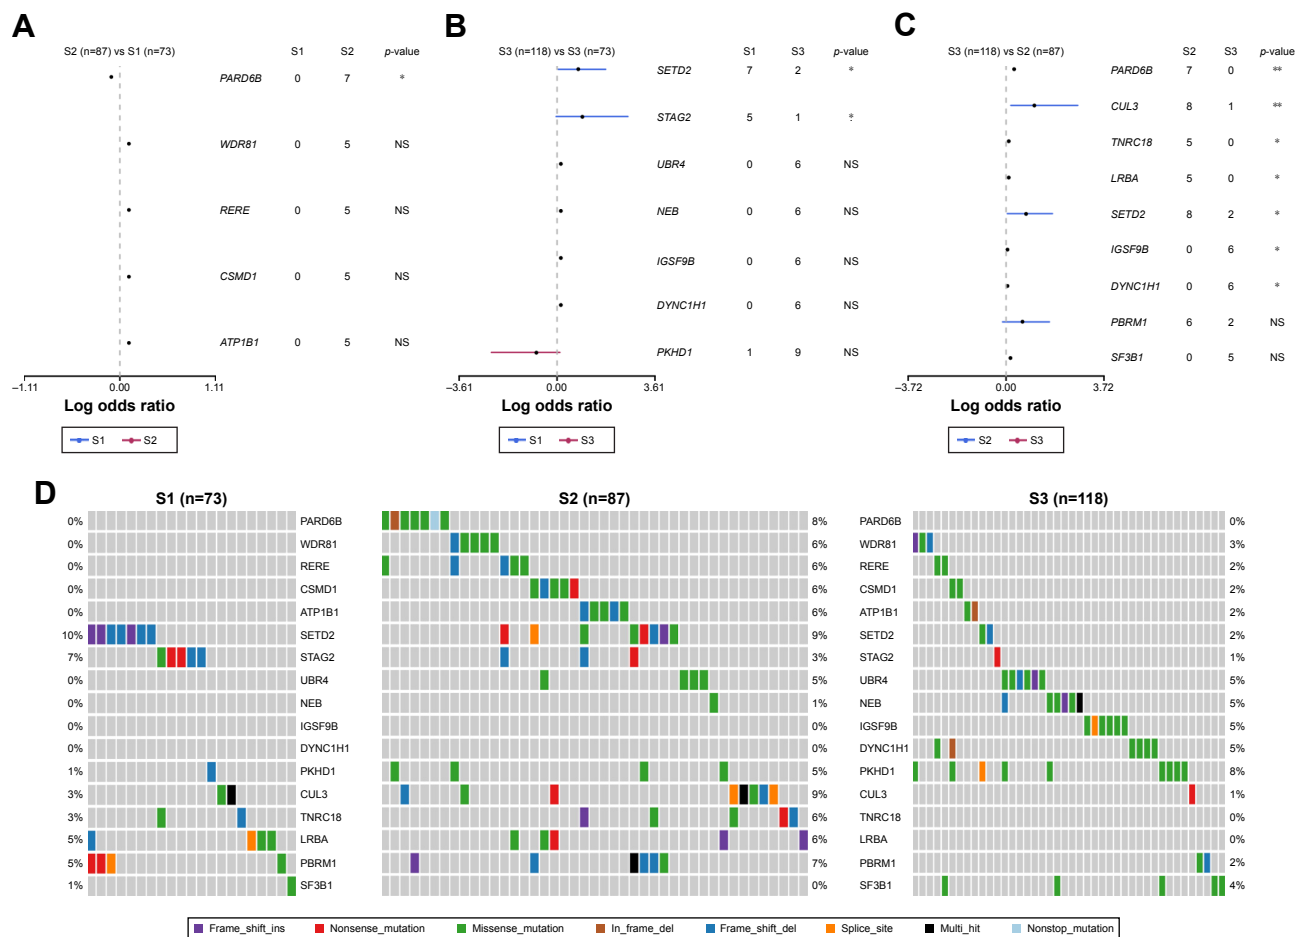 A
S2 (n=87) vs S1 (n=73) S1 S2 p-value
PARD6B 0 7 *
WDR81 0 5 NS
RERE 0 5 NS
CSMD1 0 5 NS
ATP1B1 0 5 NS
−1.11 0.00 1.11
Log odds ratio
S1 S2
B
S3 (n=118) vs S3 (n=73) S1 S3 p-value
SETD2 7 2 *
STAG2 5 1 *
UBR4 0 6 NS
NEB 0 6 NS
IGSF9B 0 6 NS
DYNC1H1 0 6 NS
PKHD1 1 9 NS
−3.61 0.00 3.61
Log odds ratio
S1 S3
C
S3 (n=118) vs S2 (n=87) S2 S3 p-value
PARD6B 7 0 **
CUL3 8 1 **
TNRC18 5 0 *
LRBA 5 0 *
SETD2 8 2 *
IGSF9B 0 6 *
DYNC1H1 0 6 *
PBRM1 6 2 NS
SF3B1 0 5 NS
−3.72 0.00 3.72
Log odds ratio
S2 S3
D
S1 (n=73) S2 (n=87) S3 (n=118)
0% PARD6B 8% PARD6B 0%
0% WDR81 6% WDR81 3%
0% RERE 6% RERE 2%
0% CSMD1 6% CSMD1 2%
0% ATP1B1 6% ATP1B1 2%
10% SETD2 9% SETD2 2%
7% STAG2 3% STAG2 1%
0% UBR4 5% UBR4 5%
0% NEB 1% NEB 5%
0% IGSF9B 0% IGSF9B 5%
0% DYNC1H1 0% DYNC1H1 5%
1% PKHD1 5% PKHD1 8%
3% CUL3 9% CUL3 1%
3% TNRC18 6% TNRC18 0%
5% LRBA 6% LRBA 0%
5% PBRM1 7% PBRM1 2%
1% SF3B1 0% SF3B1 4%
Frame_shift_ins Nonsense_mutation Missense_mutation In_frame_del Frame_shift_del Splice_site Multi_hit Nonstop_mutation